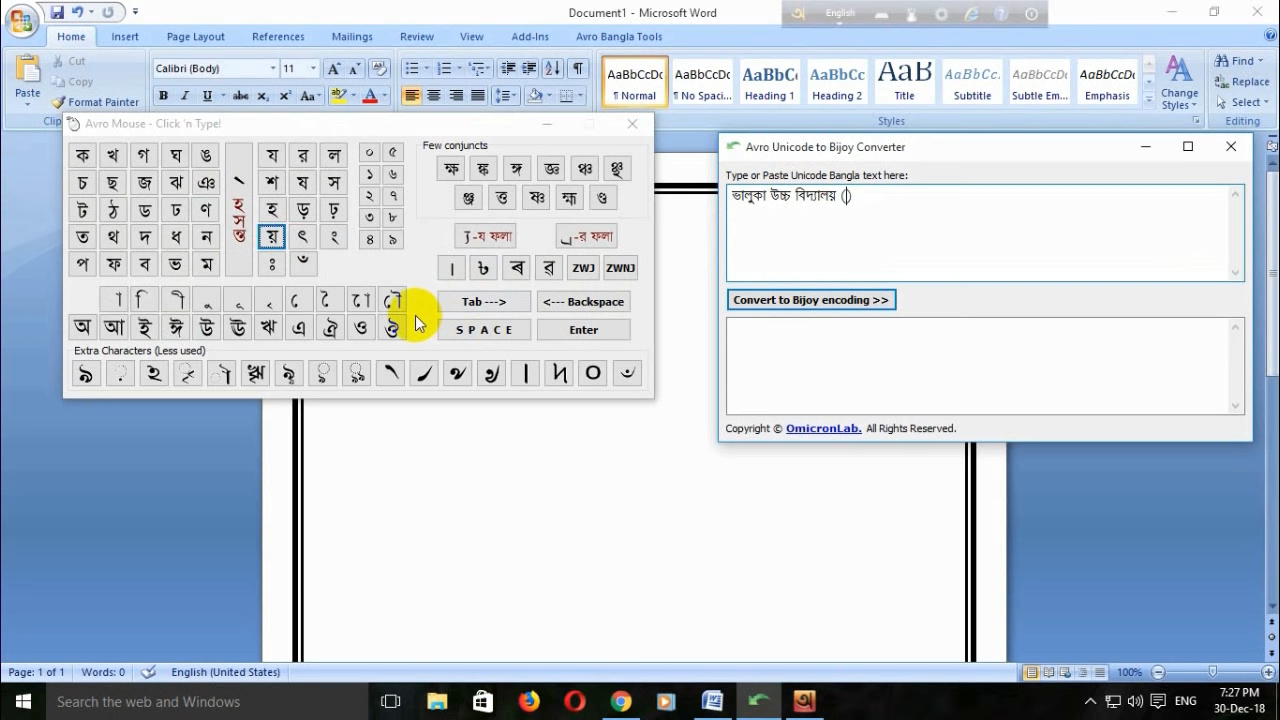 Document1 - Microsoft Word
English
Home Insert Page Layout References Mailings Review View Add-Ins Avro Bangla Tools
Paste
Cut
Copy
Format Painter
Calibri (Body) 11
B I U abc X₂ X² Aa
AaBbCcDc AaBbCcDc AaBbC AaBbCc AaB AaBbCc. AaBbCcDc AaBbCcDc
¶ Normal ¶ No Spaci... Heading 1 Heading 2 Title Subtitle Subtle Em... Emphasis
Change Styles
Find
Replace
Select
Styles
Editing
Avro Mouse - Click 'n Type!
Few conjuncts
ক খ গ ঘ ঙ য র ল ০ ৫
চ ছ জ ঝ ঞ শ ষ স ১ ৬
ট ঠ ড ঢ ণ হ ড় ঢ় ২ ৭
ত থ দ ধ ন য় ৎ ং ৩ ৮
প ফ ব ভ ম ঃ ঁ ৪ ৯
হসন্ত
ক্ষ ঙ্ক ঙ্গ জ্ঞ ঞ্চ ঞ্ছ
ঞ্জ ত্ত ষ্ণ হ্ম ণ্ড
্য-য ফলা ্র-র ফলা
। ৳ ৰ ৱ ZWJ ZWNJ
া ি ী ু ূ ৃ ে ৈ ো ৌ
অ আ ই ঈ উ ঊ ঋ এ ঐ ও ঔ
Tab ---> <--- Backspace
S P A C E Enter
Extra Characters (Less used)
Avro Unicode to Bijoy Converter
Type or Paste Unicode Bangla text here:
ভালুকা উচ্চ বিদ্যালয় ()
Convert to Bijoy encoding >>
Copyright © OmicronLab. All Rights Reserved.
Page: 1 of 1 Words: 0 English (United States) 100%
Search the web and Windows
ENG
7:27 PM
30-Dec-18